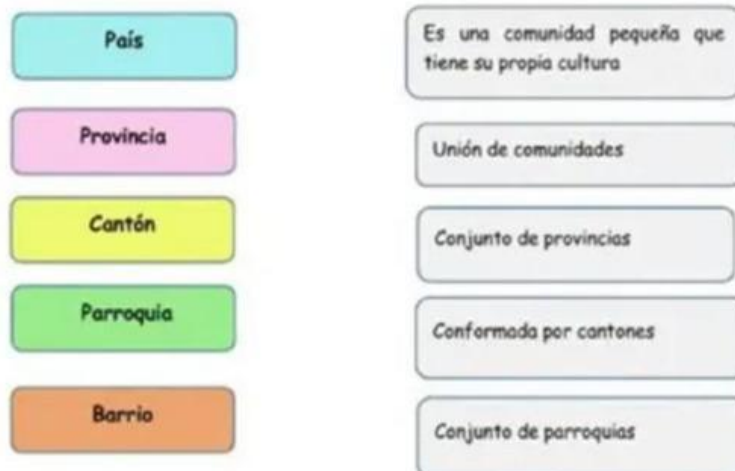 País
Es una comunidad pequeña que
tiene su propia cultura
Provincia
Unión de comunidades
Cantón
Conjunto de provincias
Parroquia
Conformada por cantones
Barrio
Conjunto de parroquias